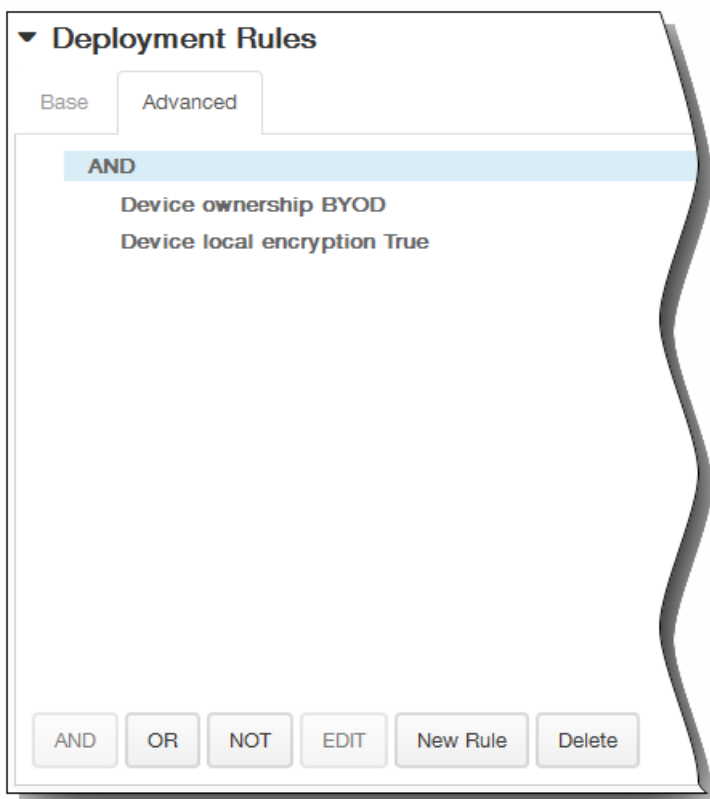 Deployment Rules
Base Advanced
AND
Device ownership BYOD
Device local encryption True
AND OR NOT EDIT New Rule Delete